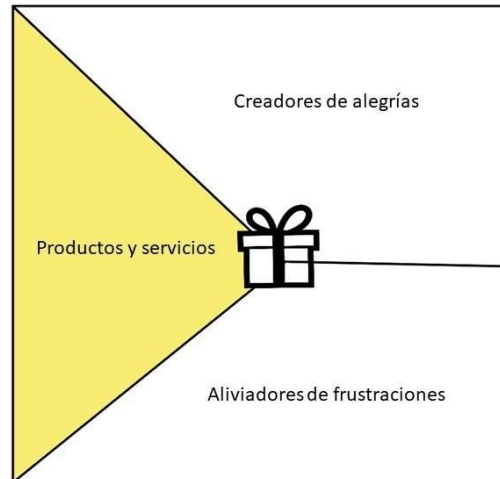 Creadores de alegrías
Productos y servicios
Aliviadores de frustraciones